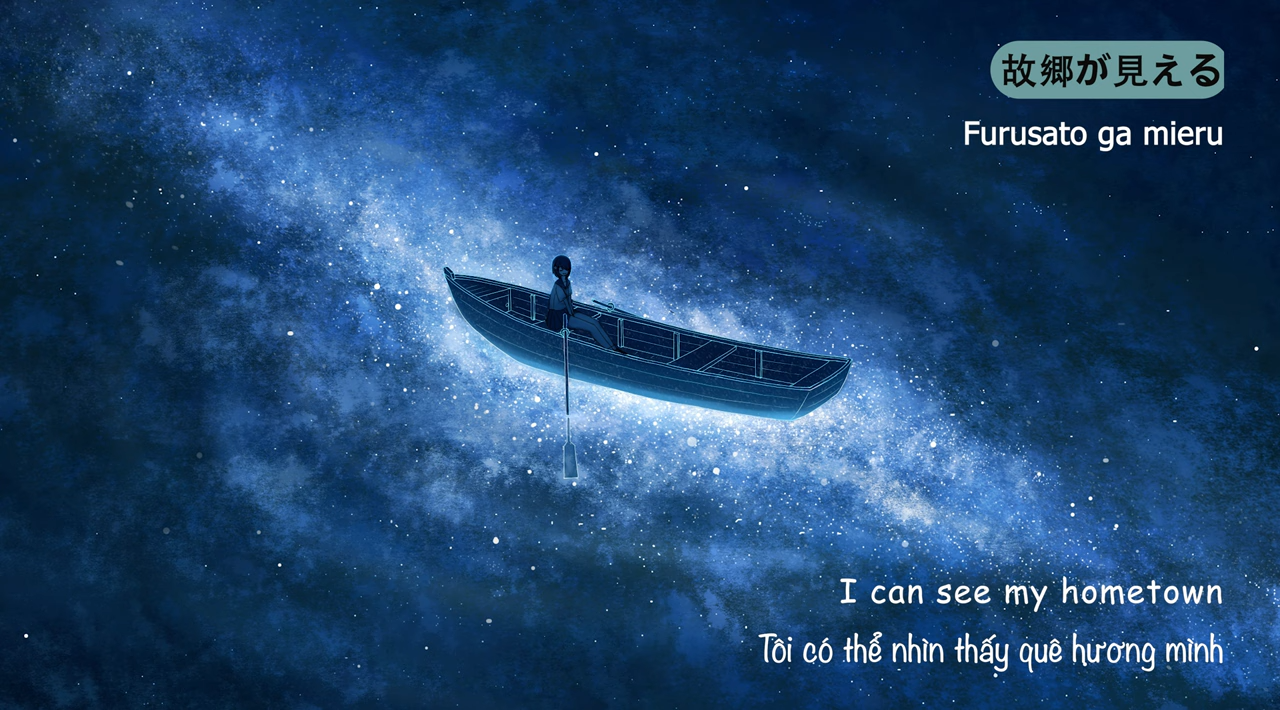 故郷が見える
Furusato ga mieru
I can see my hometown
Tôi có thể nhìn thấy quê hương mình